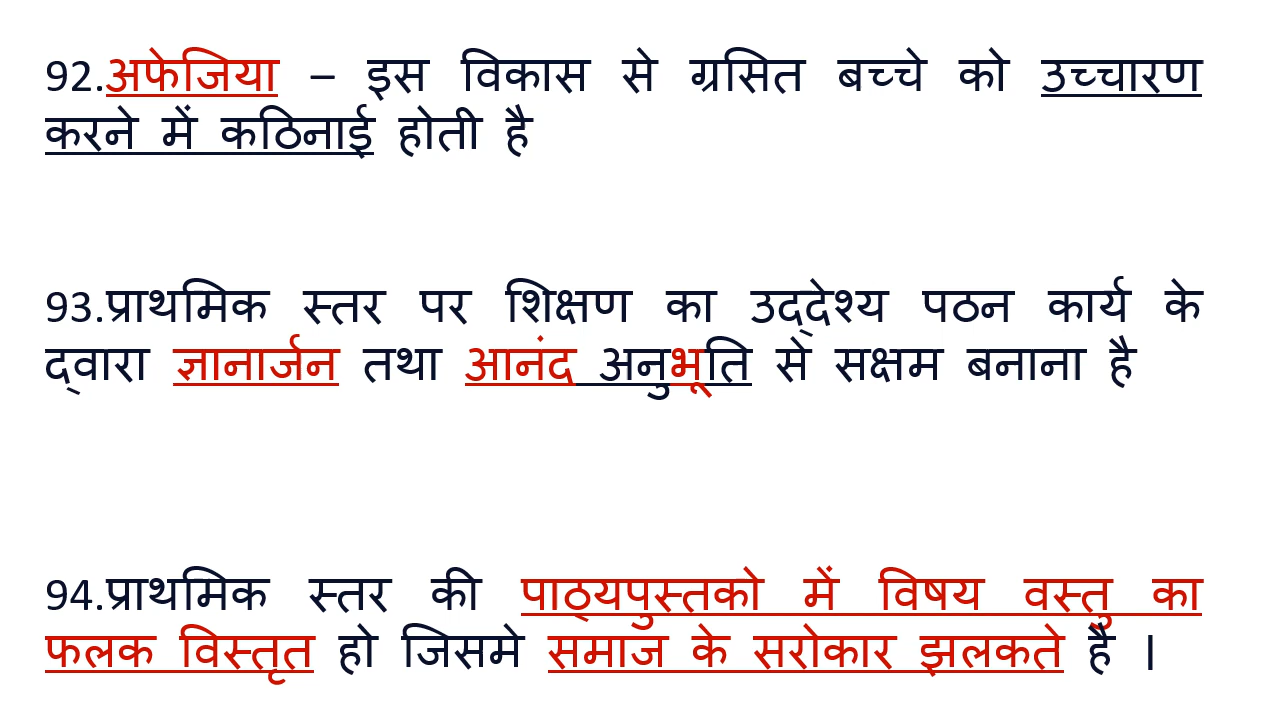 92.अफेजिया – इस विकास से ग्रसित बच्चे को उच्चारण
करने में कठिनाई होती है
93.प्राथमिक स्तर पर शिक्षण का उद्देश्य पठन कार्य के
द्वारा ज्ञानार्जन तथा आनंद अनुभूति से सक्षम बनाना है
94.प्राथमिक स्तर की पाठ्यपुस्तको में विषय वस्तु का
फलक विस्तृत हो जिसमे समाज के सरोकार झलकते है ।